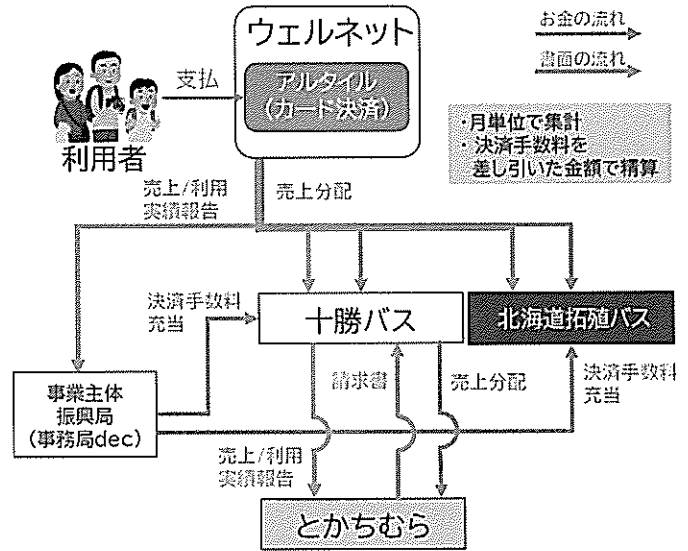 ウェルネット
アルタイル
(カード決済)
支払
利用者
お金の流れ
書面の流れ
・月単位で集計
・決済手数料を
差し引いた金額で精算
売上/利用
実績報告
売上分配
決済手数料
充当
十勝バス
北海道拓殖バス
事業主体
振興局
(事務局dec)
請求書
売上分配
決済手数料
充当
売上/利用
実績報告
とかちむら